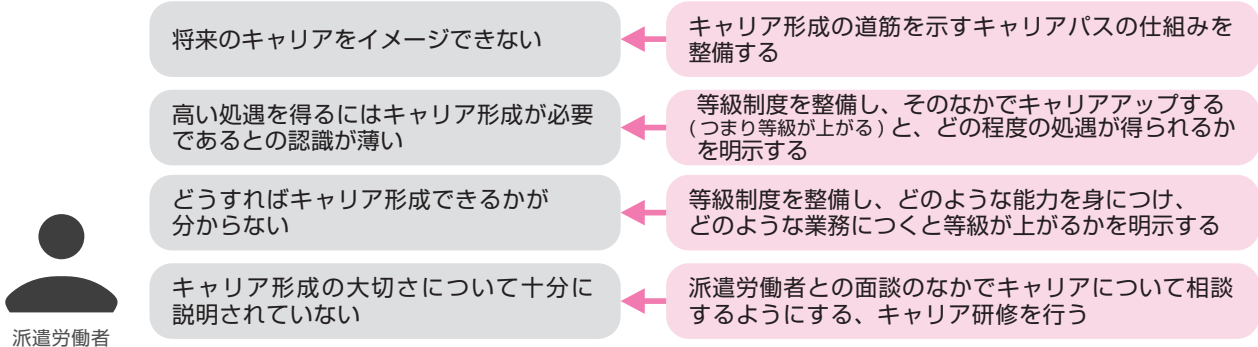 将来のキャリアをイメージできない
キャリア形成の道筋を示すキャリアパスの仕組みを
整備する
高い処遇を得るにはキャリア形成が必要
であるとの認識が薄い
等級制度を整備し、そのなかでキャリアアップする
(つまり等級が上がる)と、どの程度の処遇が得られるか
を明示する
どうすればキャリア形成できるかが
分からない
等級制度を整備し、どのような能力を身につけ、
どのような業務につくと等級が上がるかを明示する
キャリア形成の大切さについて十分に
説明されていない
派遣労働者との面談のなかでキャリアについて相談
するようにする、キャリア研修を行う
派遣労働者